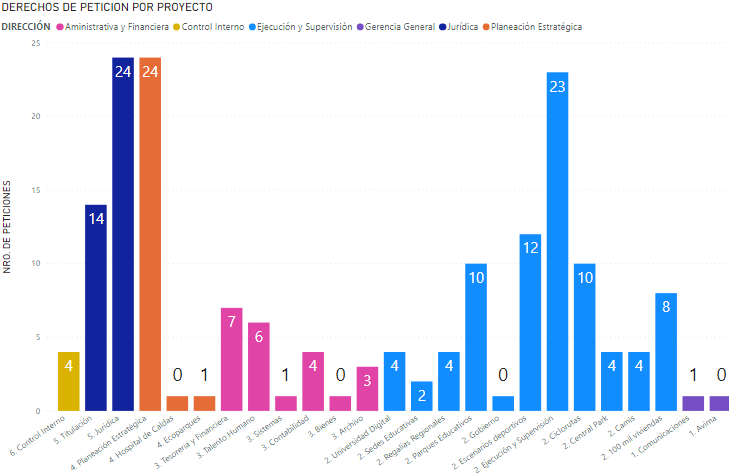 DERECHOS DE PETICION POR PROYECTO
DIRECCIÓN Aministrativa y Financiera Control Interno Ejecución y Supervisión Gerencia General Jurídica Planeación Estratégica
NRO. DE PETICIONES
25
20
15
10
5
0
4
14
24
24
0
1
7
6
1
4
0
3
4
2
4
10
0
12
23
10
4
4
8
1
0
6. Control Interno
5. Titulación
5. Jurídica
4. Planeación Estratégica
4. Hospital de Caldas
4. Ecoparques
3. Tesorería y Financiera
3. Talento Humano
3. Sistemas
3. Contabilidad
3. Bienes
3. Archivo
2. Universidad Digital
2. Sedes Educativas
2. Regalías Regionales
2. Parques Educativos
2. Gobierno
2. Escenarios deportivos
2. Ejecución y Supervisión
2. Ciclorutas
2. Central Park
2. Camis
2. 100 mil viviendas
1. Comunicaciones
1. Avirna